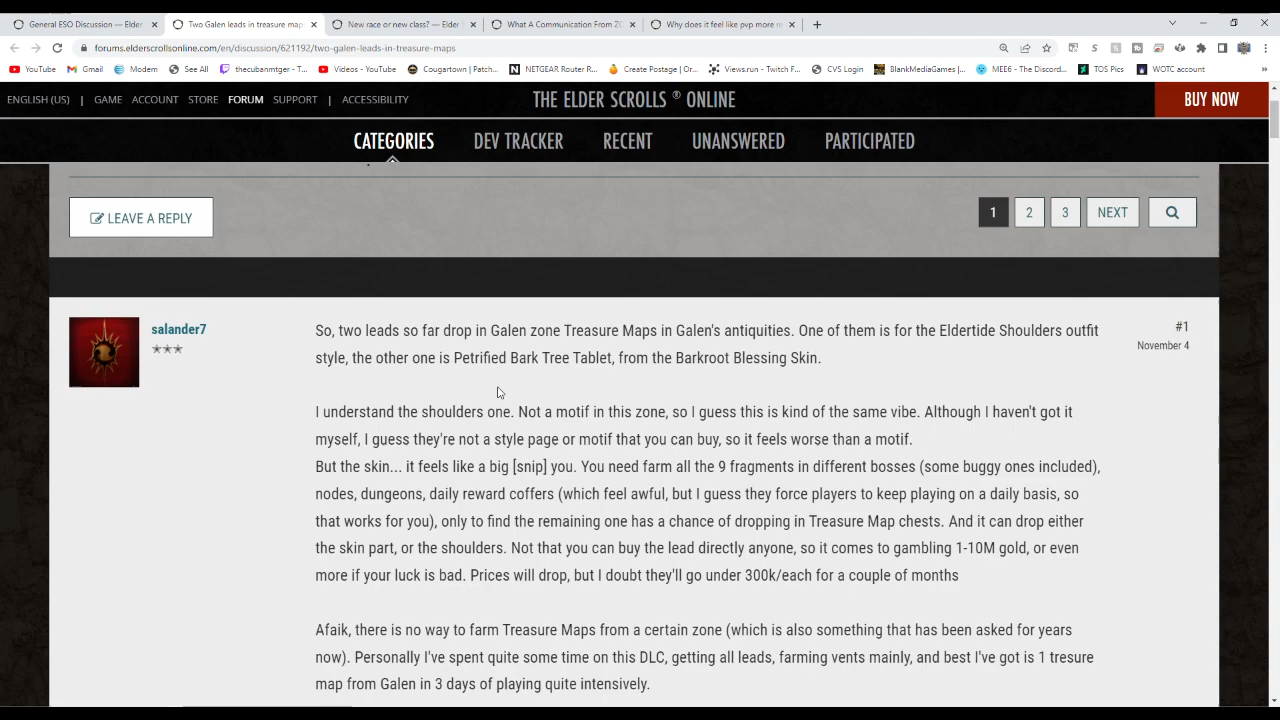 General ESO Discussion — Elder
Two Galen leads in treasure map
New race or new class? — Elder
What A Communication From ZO
Why does it feel like pvp more re
forums.elderscrollsonline.com/en/discussion/621192/two-galen-leads-in-treasure-maps
YouTube
Gmail
Modem
See All
thecubanmtger - T...
Videos - YouTube
Cougartown | Patch...
NETGEAR Router R...
Create Postage | Or...
Views.run - Twitch F...
CVS Login
BlankMediaGames |...
MEE6 - The Discord...
TOS Pics
WOTC account
ENGLISH (US) | GAME ACCOUNT STORE FORUM SUPPORT | ACCESSIBILITY
THE ELDER SCROLLS ® ONLINE
BUY NOW
CATEGORIES DEV TRACKER RECENT UNANSWERED PARTICIPATED
LEAVE A REPLY
1 2 3 NEXT
salander7
#1
November 4
So, two leads so far drop in Galen zone Treasure Maps in Galen's antiquities. One of them is for the Eldertide Shoulders outfit
style, the other one is Petrified Bark Tree Tablet, from the Barkroot Blessing Skin.
I understand the shoulders one. Not a motif in this zone, so I guess this is kind of the same vibe. Although I haven't got it
myself, I guess they're not a style page or motif that you can buy, so it feels worse than a motif.
But the skin... it feels like a big [snip] you. You need farm all the 9 fragments in different bosses (some buggy ones included),
nodes, dungeons, daily reward coffers (which feel awful, but I guess they force players to keep playing on a daily basis, so
that works for you), only to find the remaining one has a chance of dropping in Treasure Map chests. And it can drop either
the skin part, or the shoulders. Not that you can buy the lead directly anyone, so it comes to gambling 1-10M gold, or even
more if your luck is bad. Prices will drop, but I doubt they'll go under 300k/each for a couple of months
Afaik, there is no way to farm Treasure Maps from a certain zone (which is also something that has been asked for years
now). Personally I've spent quite some time on this DLC, getting all leads, farming vents mainly, and best I've got is 1 tresure
map from Galen in 3 days of playing quite intensively.